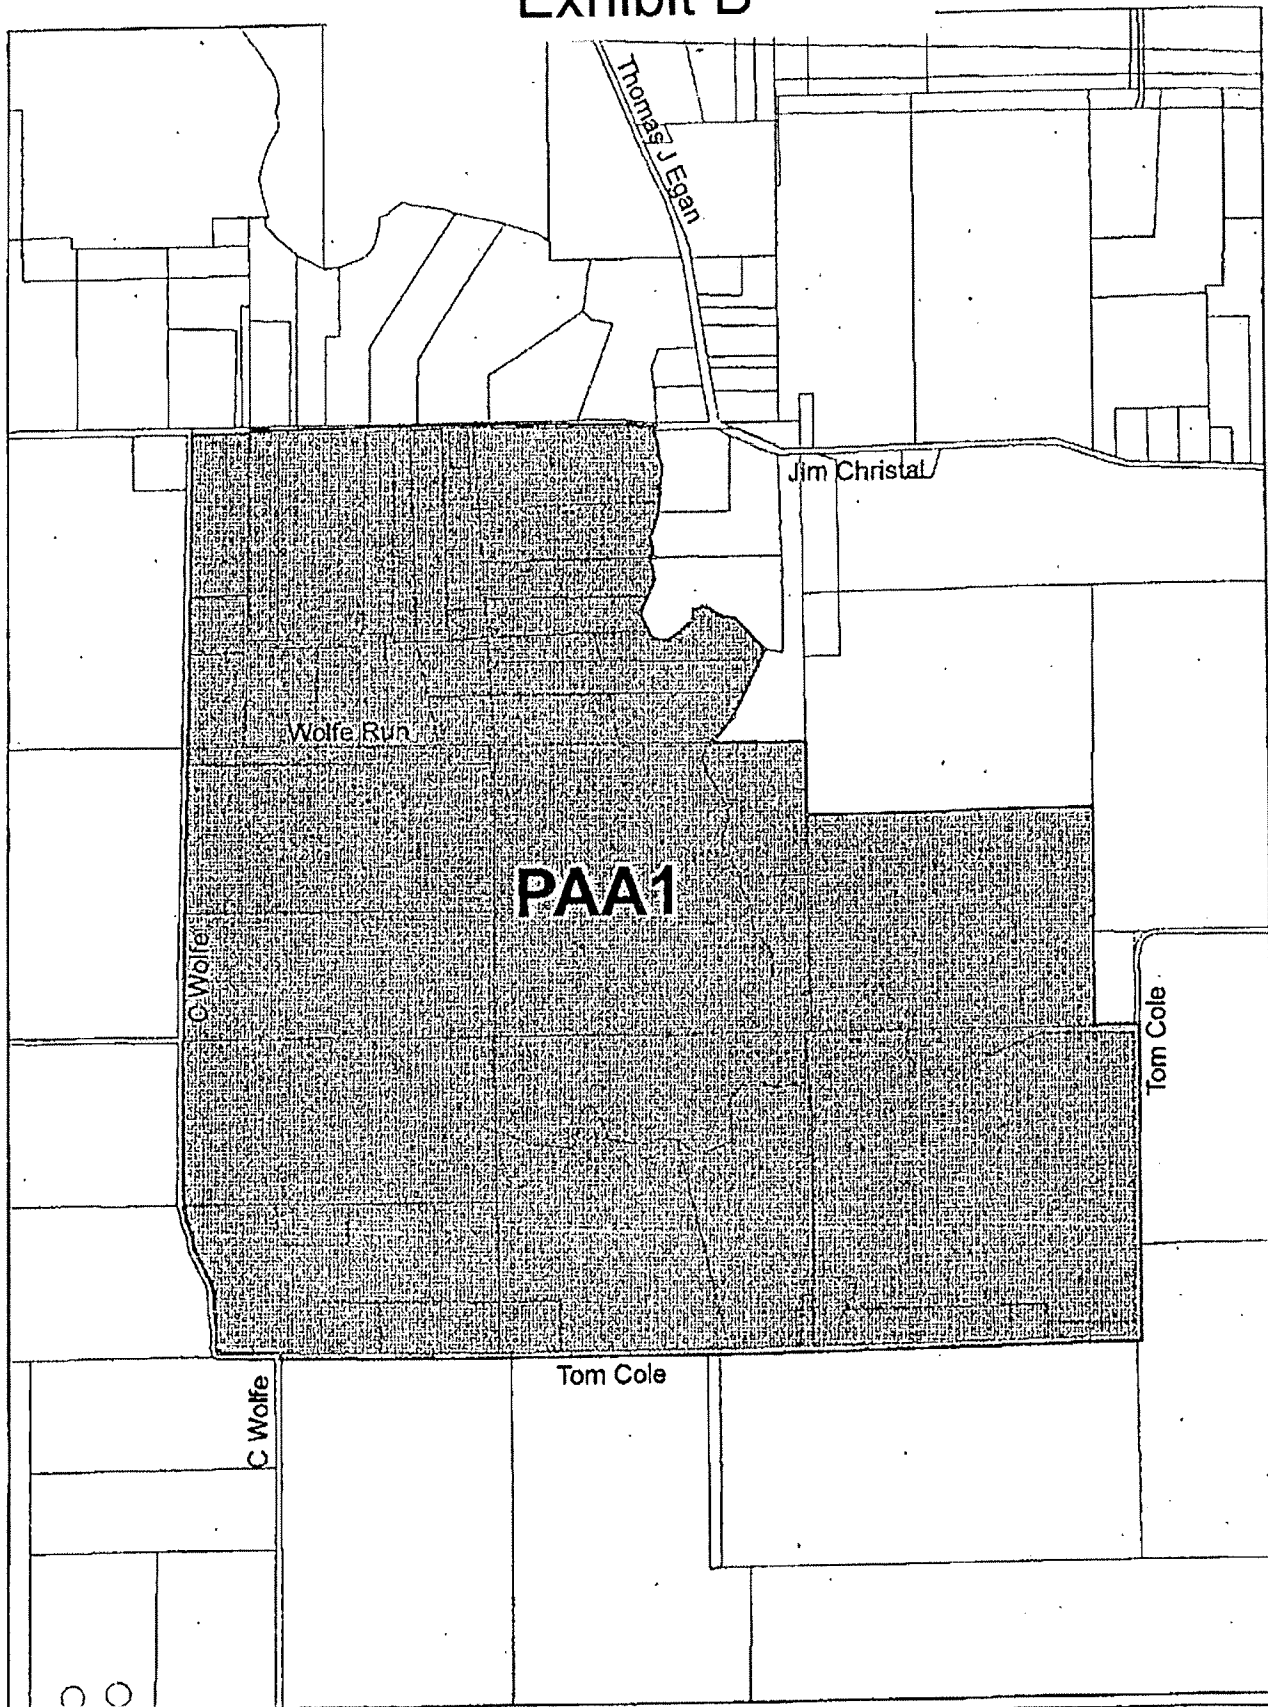 Exhibit B
Thomas J Egan
Jim Christal
Wolfe Run
PAA1
C Wolfe
Tom Cole
Tom Cole
C Wolfe